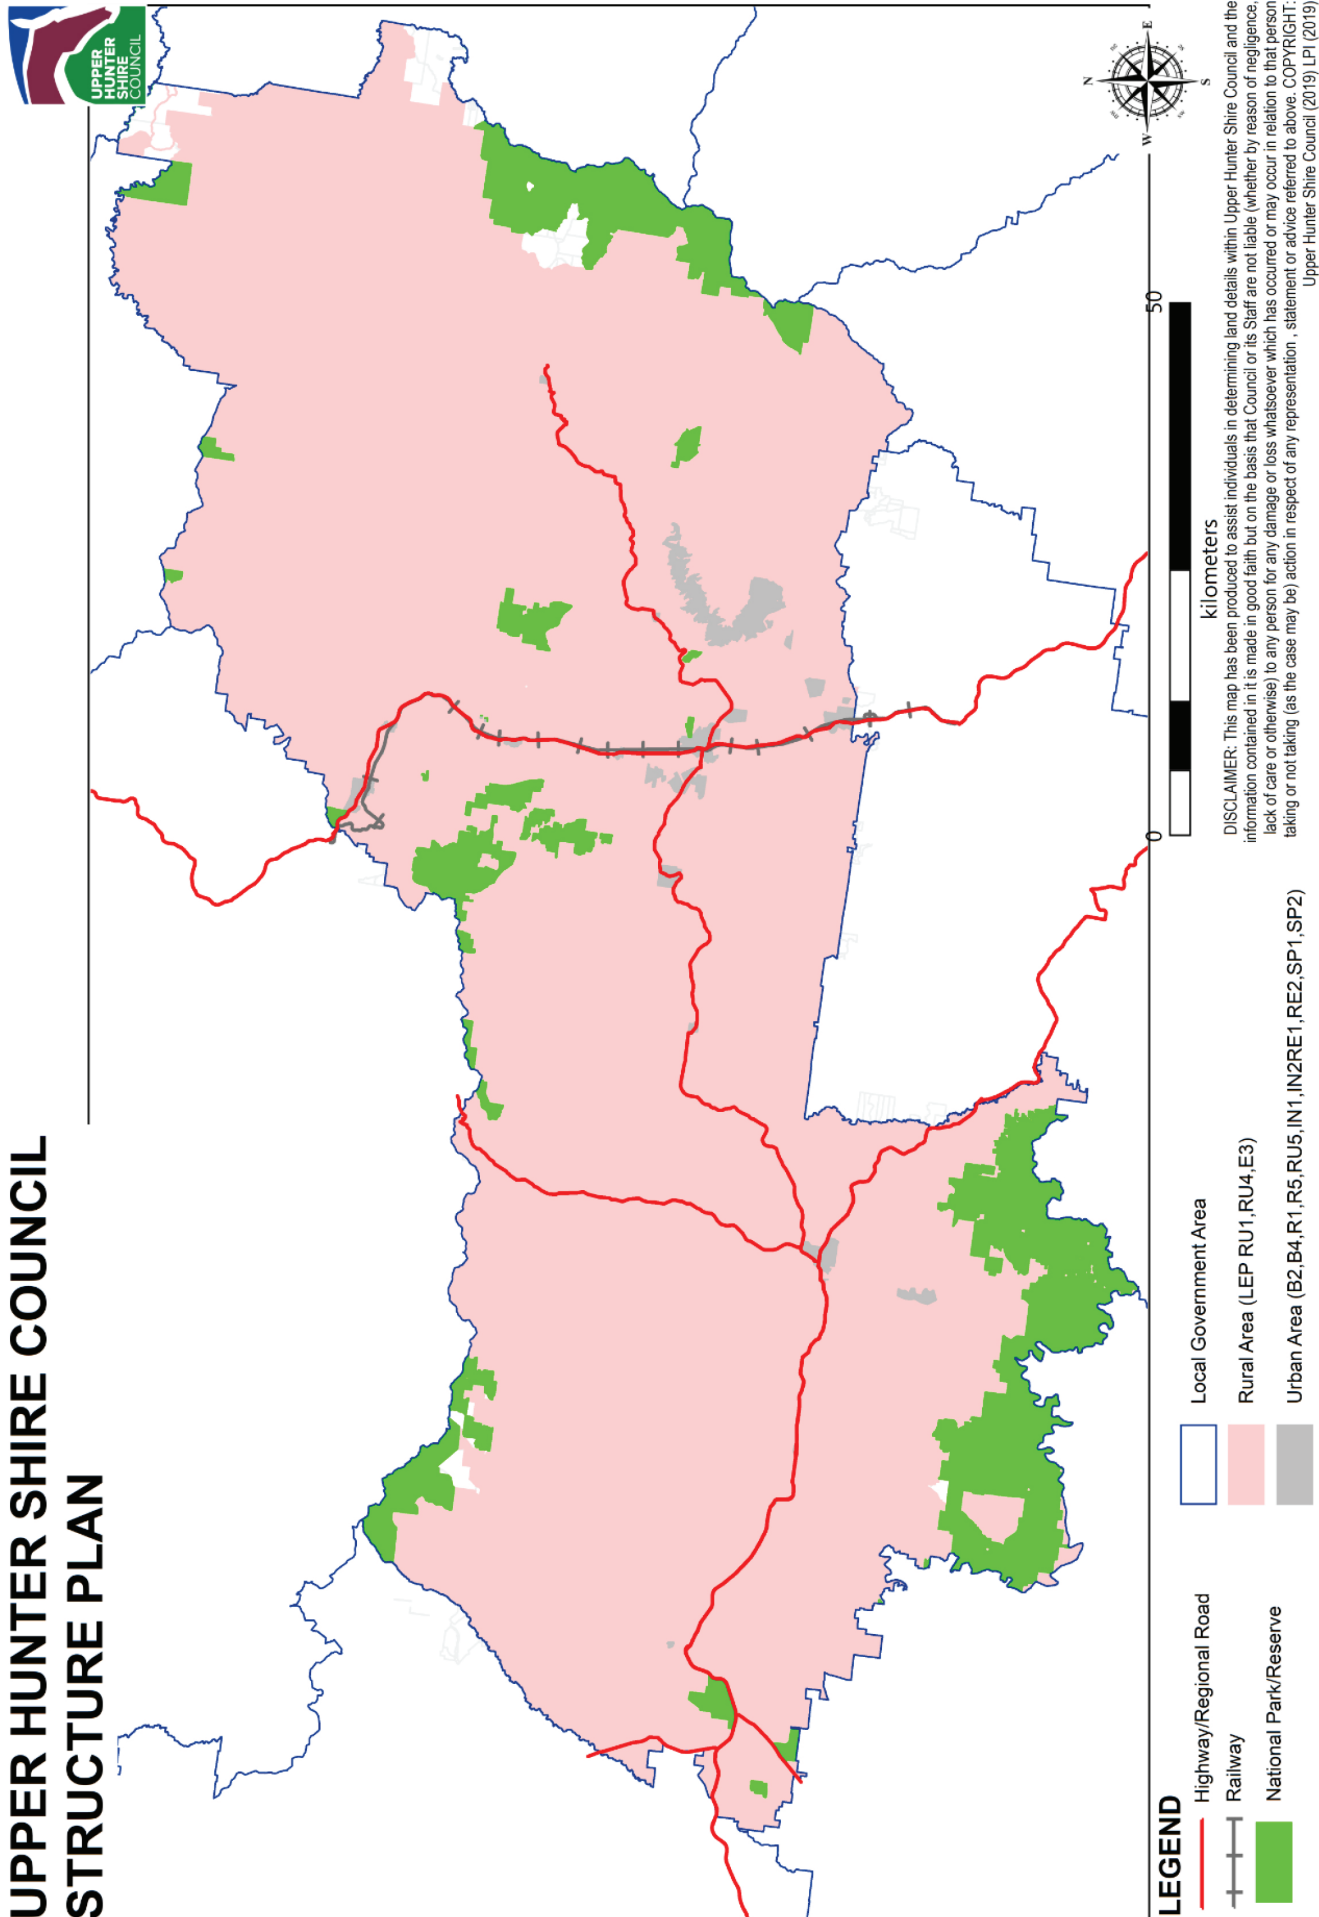 UPPER HUNTER SHIRE COUNCIL
STRUCTURE PLAN
UPPER
HUNTER
SHIRE
COUNCIL
N
W
E
S
0
50
kilometers
LEGEND
Highway/Regional Road
Railway
National Park/Reserve
Local Government Area
Rural Area (LEP RU1,RU4,E3)
Urban Area (B2,B4,R1,R5,RU5,IN1,IN2RE1,RE2,SP1,SP2)
DISCLAIMER: This map has been produced to assist individuals in determining land details within Upper Hunter Shire Council and the
information contained in it is made in good faith but on the basis that Council or its Staff are not liable (whether by reason of negligence,
lack of care or otherwise) to any person for any damage or loss whatsoever which has occurred or may occur in relation to that person
taking or not taking (as the case may be) action in respect of any representation , statement or advice referred to above. COPYRIGHT:
Upper Hunter Shire Council (2019) LPI (2019)